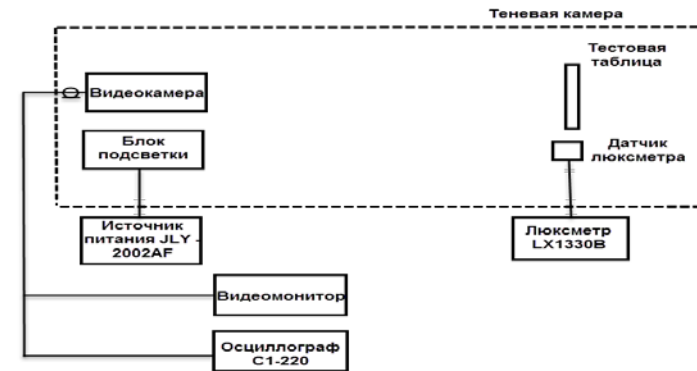 Теневая камера
Тестовая
таблица
Видеокамера
Блок
подсветки
Датчик
люксметра
Источник
питания JLY -
2002AF
Люксметр
LX1330B
Видеомонитор
Осциллограф
С1-220